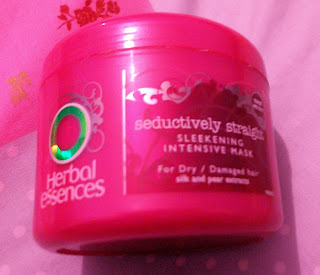 Herbal
essences
seductively straight
SLEEKENING
INTENSIVE MASK
For Dry / Damaged hair
silk and pear extracts